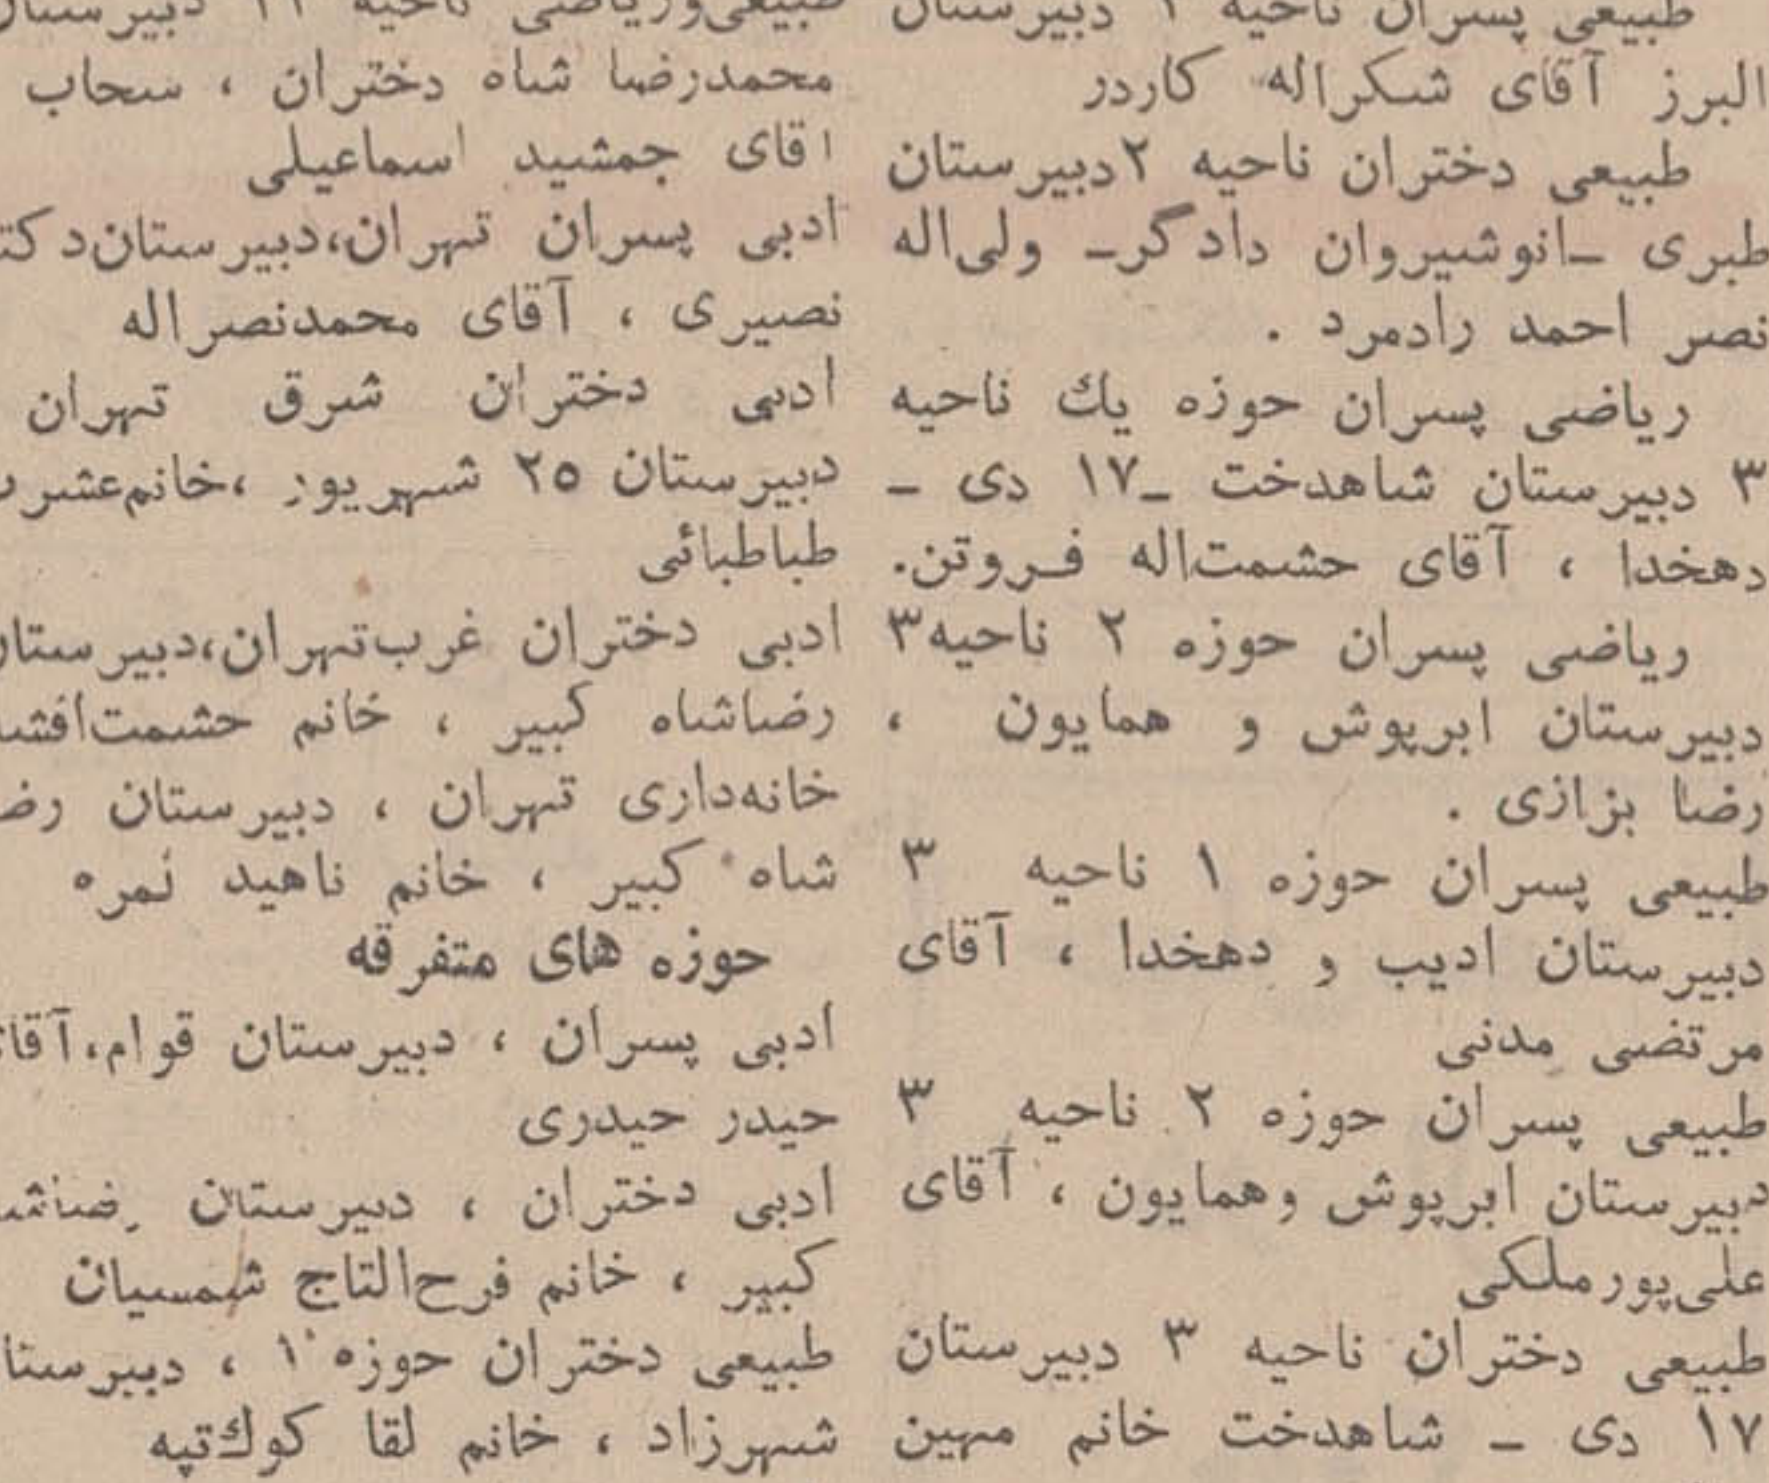 طبیعی پسران ناحیه ۲ دبیرستان
البرز آقای شکراله کاردر
طبیعی دختران ناحیه ۲ دبیرستان
طبری ـ انوشیروان دادگر ـ ولی‌اله
نصر احمد رادمرد .
ریاضی پسران حوزه یك ناحیه
۳ دبیرستان شاهدخت ـ ۱۷ دی ـ
دهخدا ، آقای حشمت‌اله فروتن.
ریاضی پسران حوزه ۲ ناحیه ۳
دبیرستان ابرپوش و همایون ،
رضا بزازی .
طبیعی پسران حوزه ۱ ناحیه ۳
دبیرستان ادیب و دهخدا ، آقای
مرتضی مدنی
طبیعی پسران حوزه ۲ ناحیه ۳
دبیرستان ابرپوش وهمایون ، آقای
علی‌پورملکی
طبیعی دختران ناحیه ۳ دبیرستان
۱۷ دی ـ شاهدخت خانم مهین
طبیعی‌وریاضی ناحیه دبیرستان
محمدرضا شاه دختران ، سحاب
اقای جمشید اسماعیلی
ادبی پسران تهران، دبیرستان
نصیری ، آقای محمدنصراله
ادبی دختران شرق تهران
دبیرستان ۲۵ شهریور ،خانم
طباطبائی
ادبی دختران غرب‌تهران،دبیرستان
رضاشاه کبیر ، خانم
خانه‌داری تهران ، دبیرستان
شاه کبیر ، خانم ناهید نمره
حوزه های متفرقه
ادبی پسران ، دبیرستان قوام،آقای
حیدر حیدری
ادبی دختران ، دبیرستان
کبیر ، خانم فرح‌التاج شمسیان
طبیعی دختران حوزه ۱ ، دبیرستان
شهرزاد ، خانم لقا کوك‌تپه